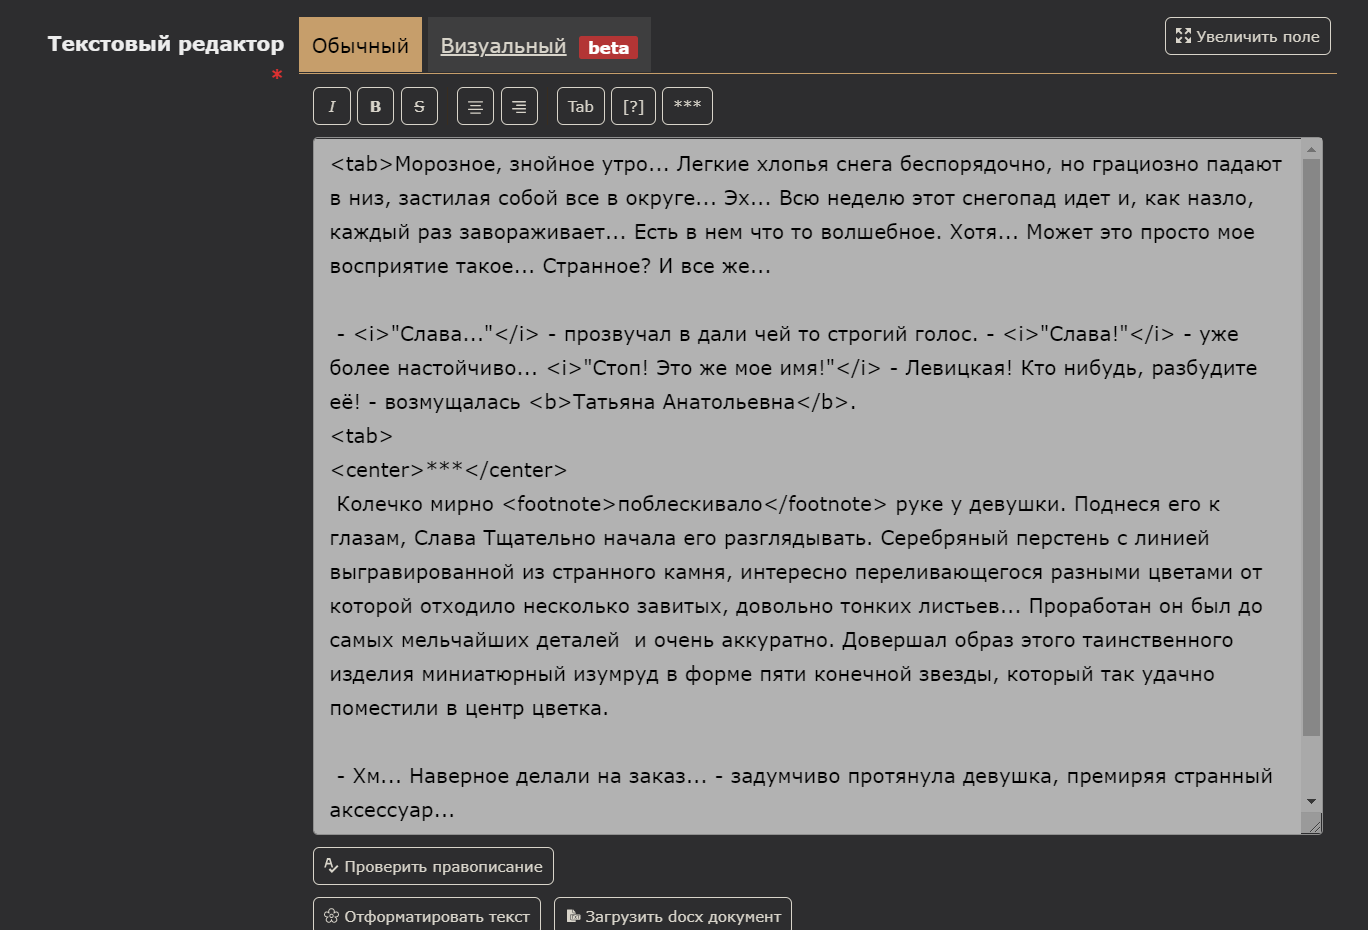 Текстовый редактор
*
Обычный
Визуальный beta
Увеличить поле
I B S Tab [?] ***
<tab>Морозное, знойное утро... Легкие хлопья снега беспорядочно, но грациозно падают
в низ, застилая собой все в округе... Эх... Всю неделю этот снегопад идет и, как назло,
каждый раз завораживает... Есть в нем что то волшебное. Хотя... Может это просто мое
восприятие такое... Странное? И все же...
- <i>"Слава..."</i> - прозвучал в дали чей то строгий голос. - <i>"Слава!"</i> - уже
более настойчиво... <i>"Стоп! Это же мое имя!"</i> - Левицкая! Кто нибудь, разбудите
её! - возмущалась <b>Татьяна Анатольевна</b>.
<tab>
<center>***</center>
Колечко мирно <footnote>поблескивало</footnote> руке у девушки. Поднеся его к
глазам, Слава Тщательно начала его разглядывать. Серебряный перстень с линией
выгравированной из странного камня, интересно переливающегося разными цветами от
которой отходило несколько завитых, довольно тонких листьев... Проработан он был до
самых мельчайших деталей  и очень аккуратно. Довершал образ этого таинственного
изделия миниатюрный изумруд в форме пяти конечной звезды, который так удачно
поместили в центр цветка.
- Хм... Наверное делали на заказ... - задумчиво протянула девушка, премиряя странный
аксессуар...
Проверить правописание
Отформатировать текст
Загрузить docx документ